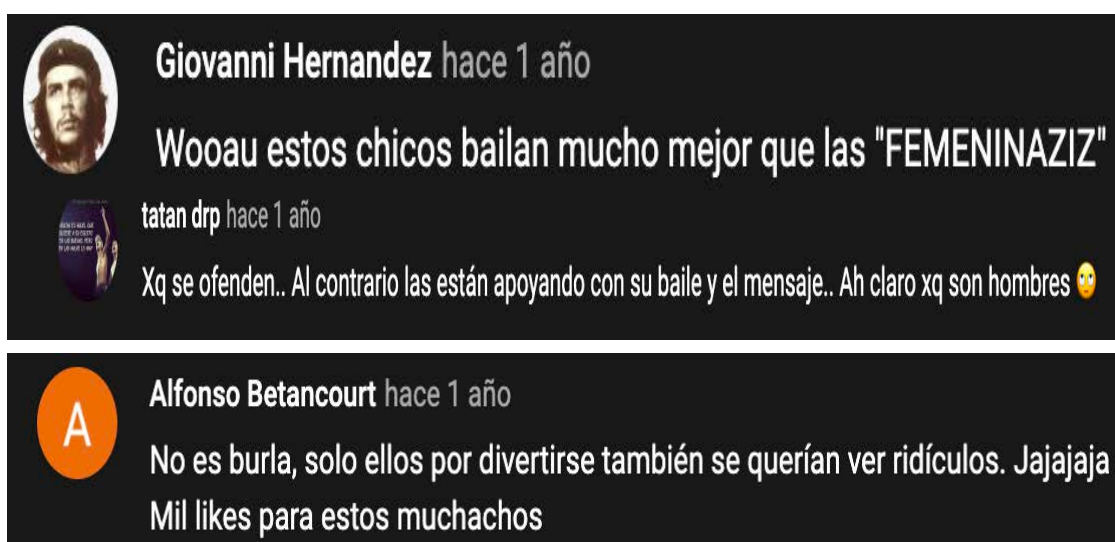 Giovanni Hernandez hace 1 año
Wooau estos chicos bailan mucho mejor que las "FEMENINAZIZ"
tatan drp hace 1 año
Xq se ofenden.. Al contrario las están apoyando con su baile y el mensaje.. Ah claro xq son hombres 🙄
A
Alfonso Betancourt hace 1 año
No es burla, solo ellos por divertirse también se querían ver ridículos. Jajajaja
Mil likes para estos muchachos